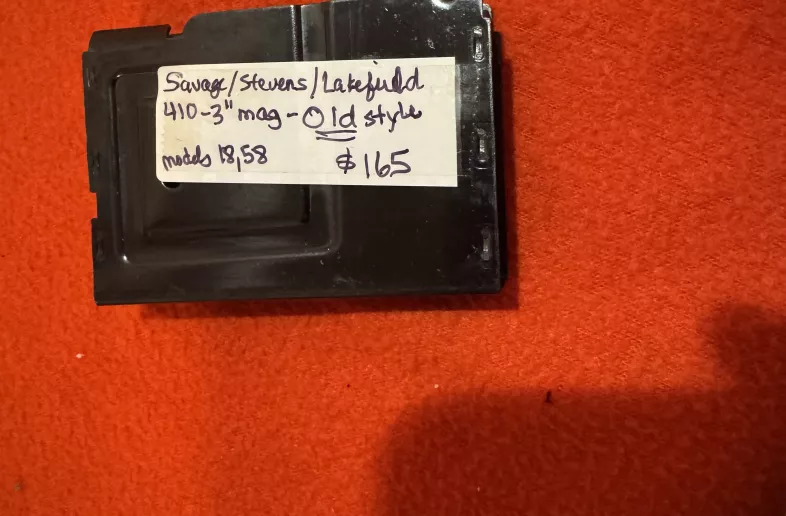 Savage/Stevens/Lakefield
410-3" mag - Old style
models 18,58 $165